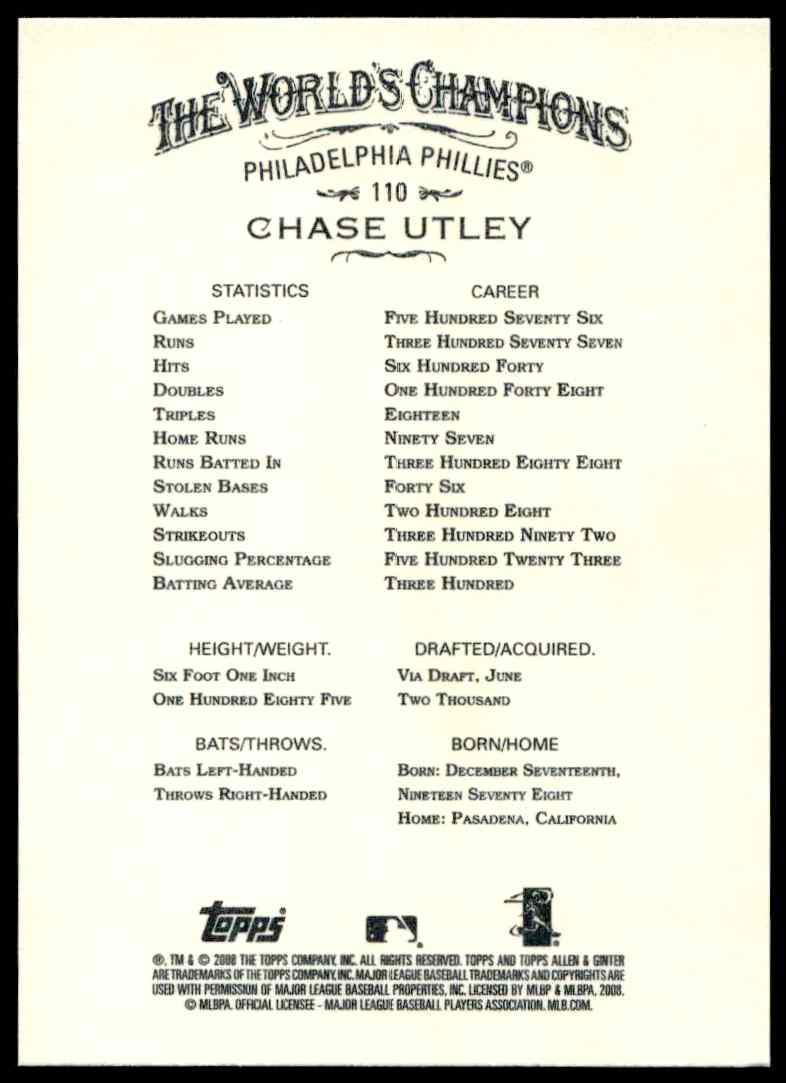 THE WORLD'S CHAMPIONS
PHILADELPHIA PHILLIES®
110
CHASE UTLEY
STATISTICS CAREER
GAMES PLAYED FIVE HUNDRED SEVENTY SIX
RUNS THREE HUNDRED SEVENTY SEVEN
HITS SIX HUNDRED FORTY
DOUBLES ONE HUNDRED FORTY EIGHT
TRIPLES EIGHTEEN
HOME RUNS NINETY SEVEN
RUNS BATTED IN THREE HUNDRED EIGHTY EIGHT
STOLEN BASES FORTY SIX
WALKS TWO HUNDRED EIGHT
STRIKEOUTS THREE HUNDRED NINETY TWO
SLUGGING PERCENTAGE FIVE HUNDRED TWENTY THREE
BATTING AVERAGE THREE HUNDRED
HEIGHT/WEIGHT.
SIX FOOT ONE INCH
ONE HUNDRED EIGHTY FIVE
DRAFTED/ACQUIRED.
VIA DRAFT, JUNE
TWO THOUSAND
BATS/THROWS.
BATS LEFT-HANDED
THROWS RIGHT-HANDED
BORN/HOME
BORN: DECEMBER SEVENTEENTH,
NINETEEN SEVENTY EIGHT
HOME: PASADENA, CALIFORNIA
TOPPS®
®, TM & © 2008 THE TOPPS COMPANY, INC. ALL RIGHTS RESERVED. TOPPS AND TOPPS ALLEN & GINTER
ARE TRADEMARKS OF THE TOPPS COMPANY, INC. MAJOR LEAGUE BASEBALL TRADEMARKS AND COPYRIGHTS ARE
USED WITH PERMISSION OF MAJOR LEAGUE BASEBALL PROPERTIES, INC. LICENSED BY MLBP & MLBPA, 2008.
© MLBPA. OFFICIAL LICENSEE - MAJOR LEAGUE BASEBALL PLAYERS ASSOCIATION. MLB.COM.